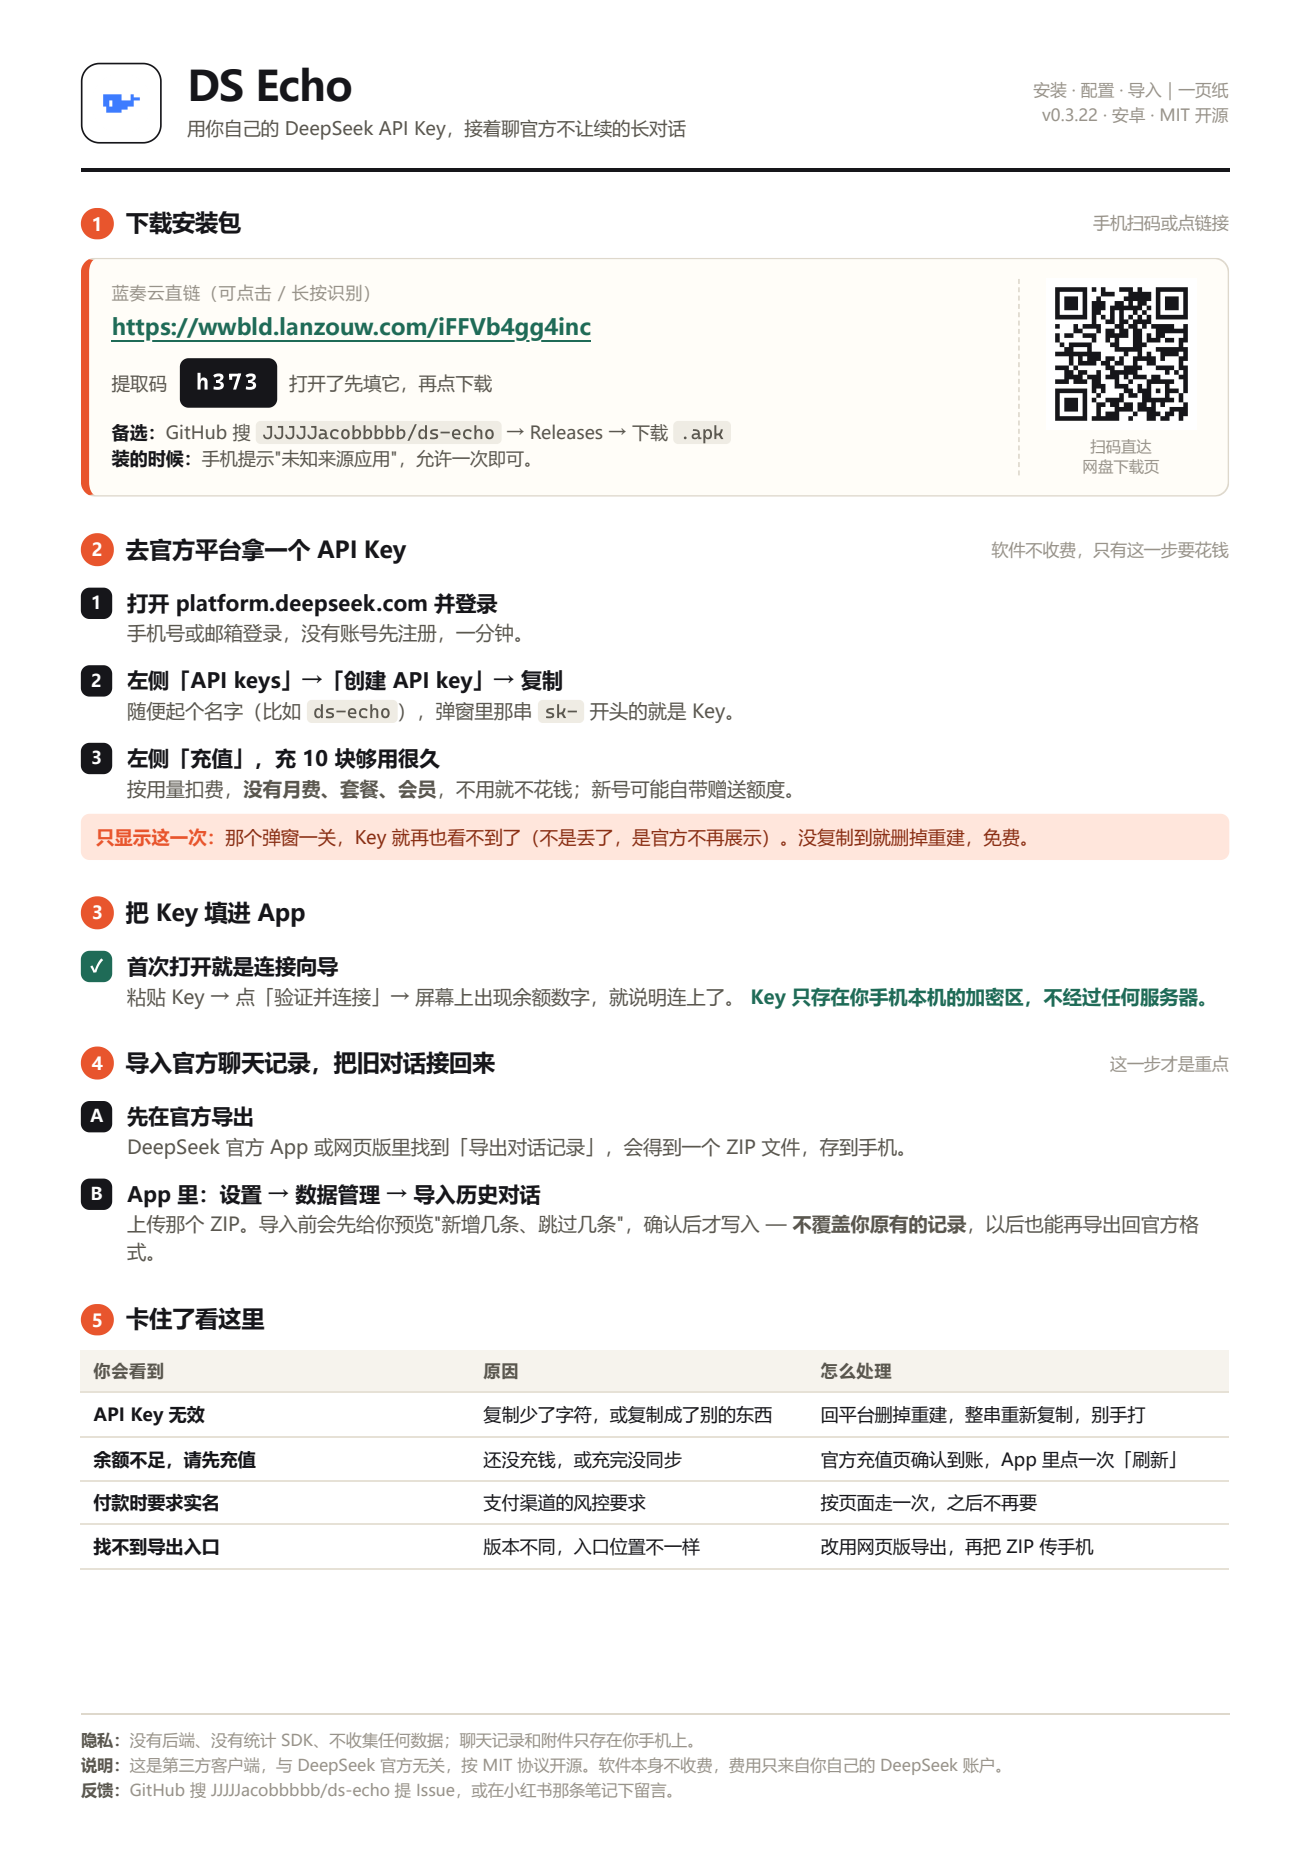 DS Echo
用你自己的 DeepSeek API Key，接着聊官方不让续的长对话
安装 · 配置 · 导入 | 一页纸
v0.3.22 · 安卓 · MIT 开源
1 下载安装包
手机扫码或点链接
蓝奏云直链（可点击 / 长按识别）
https://wwbld.lanzouw.com/iFFVb4gg4inc
提取码 h373 打开了先填它，再点下载
备选：GitHub 搜 JJJJJacobbbbb/ds-echo → Releases → 下载 .apk
装的时候：手机提示"未知来源应用"，允许一次即可。
扫码直达
网盘下载页
2 去官方平台拿一个 API Key
软件不收费，只有这一步要花钱
1 打开 platform.deepseek.com 并登录
手机号或邮箱登录，没有账号先注册，一分钟。
2 左侧「API keys」→「创建 API key」→ 复制
随便起个名字（比如 ds-echo），弹窗里那串 sk- 开头的就是 Key。
3 左侧「充值」，充 10 块够用很久
按用量扣费，没有月费、套餐、会员，不用就不花钱；新号可能自带赠送额度。
只显示这一次：那个弹窗一关，Key 就再也看不到了（不是丢了，是官方不再展示）。没复制到就删掉重建，免费。
3 把 Key 填进 App
✓ 首次打开就是连接向导
粘贴 Key → 点「验证并连接」→ 屏幕上出现余额数字，就说明连上了。 Key 只存在你手机本机的加密区，不经过任何服务器。
4 导入官方聊天记录，把旧对话接回来
这一步才是重点
A 先在官方导出
DeepSeek 官方 App 或网页版里找到「导出对话记录」，会得到一个 ZIP 文件，存到手机。
B App 里：设置 → 数据管理 → 导入历史对话
上传那个 ZIP。导入前会先给你预览"新增几条、跳过几条"，确认后才写入 — 不覆盖你原有的记录，以后也能再导出回官方格
式。
5 卡住了看这里
你会看到 原因 怎么处理
API Key 无效 复制少了字符，或复制成了别的东西 回平台删掉重建，整串重新复制，别手打
余额不足，请先充值 还没充钱，或充完没同步 官方充值页确认到账，App 里点一次「刷新」
付款时要求实名 支付渠道的风控要求 按页面走一次，之后不再要
找不到导出入口 版本不同，入口位置不一样 改用网页版导出，再把 ZIP 传手机
隐私：没有后端、没有统计 SDK、不收集任何数据；聊天记录和附件只存在你手机上。
说明：这是第三方客户端，与 DeepSeek 官方无关，按 MIT 协议开源。软件本身不收费，费用只来自你自己的 DeepSeek 账户。
反馈：GitHub 搜 JJJJJacobbbbb/ds-echo 提 Issue，或在小红书那条笔记下留言。